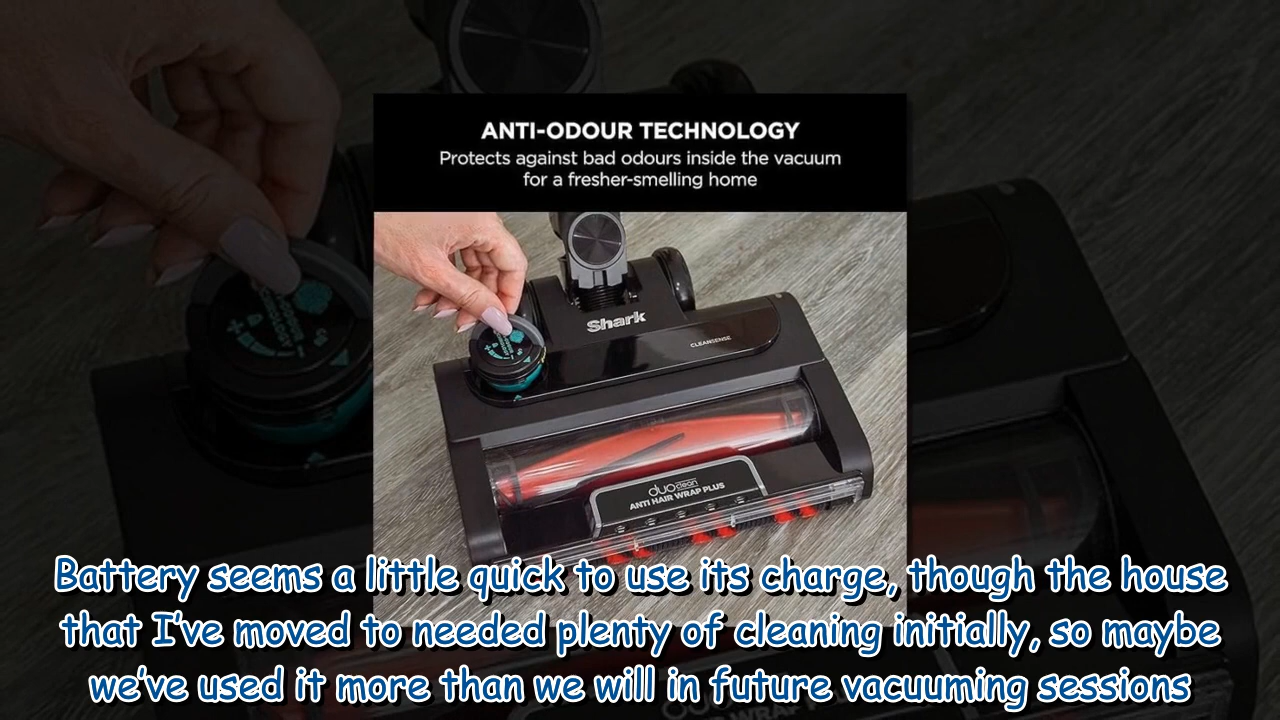 ANTI-ODOUR TECHNOLOGY
Protects against bad odours inside the vacuum
for a fresher-smelling home
Shark
CLEANSENSE
duoclean
ANTI HAIR WRAP PLUS
Battery seems a little quick to use its charge, though the house
that I've moved to needed plenty of cleaning initially, so maybe
we've used it more than we will in future vacuuming sessions